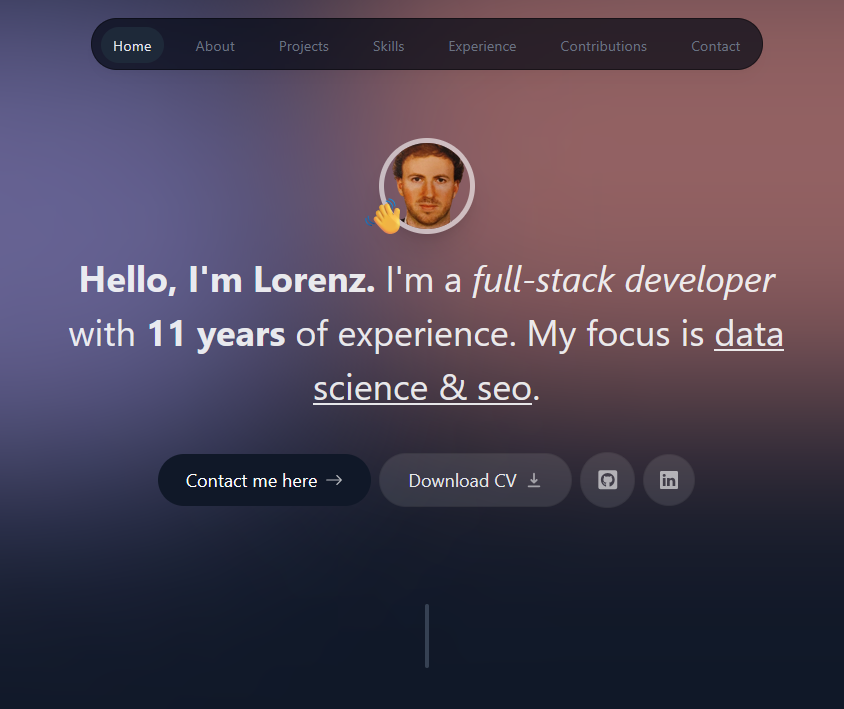 Home About Projects Skills Experience Contributions Contact
Hello, I'm Lorenz. I'm a full-stack developer
with 11 years of experience. My focus is data
science & seo.
Contact me here Download CV in